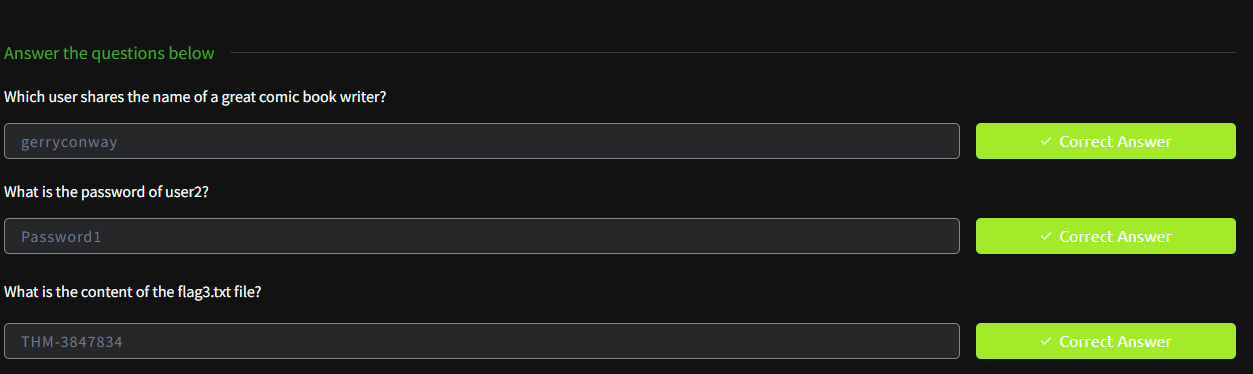 Answer the questions below
Which user shares the name of a great comic book writer?
gerryconway
✓ Correct Answer
What is the password of user2?
Password1
✓ Correct Answer
What is the content of the flag3.txt file?
THM-3847834
✓ Correct Answer